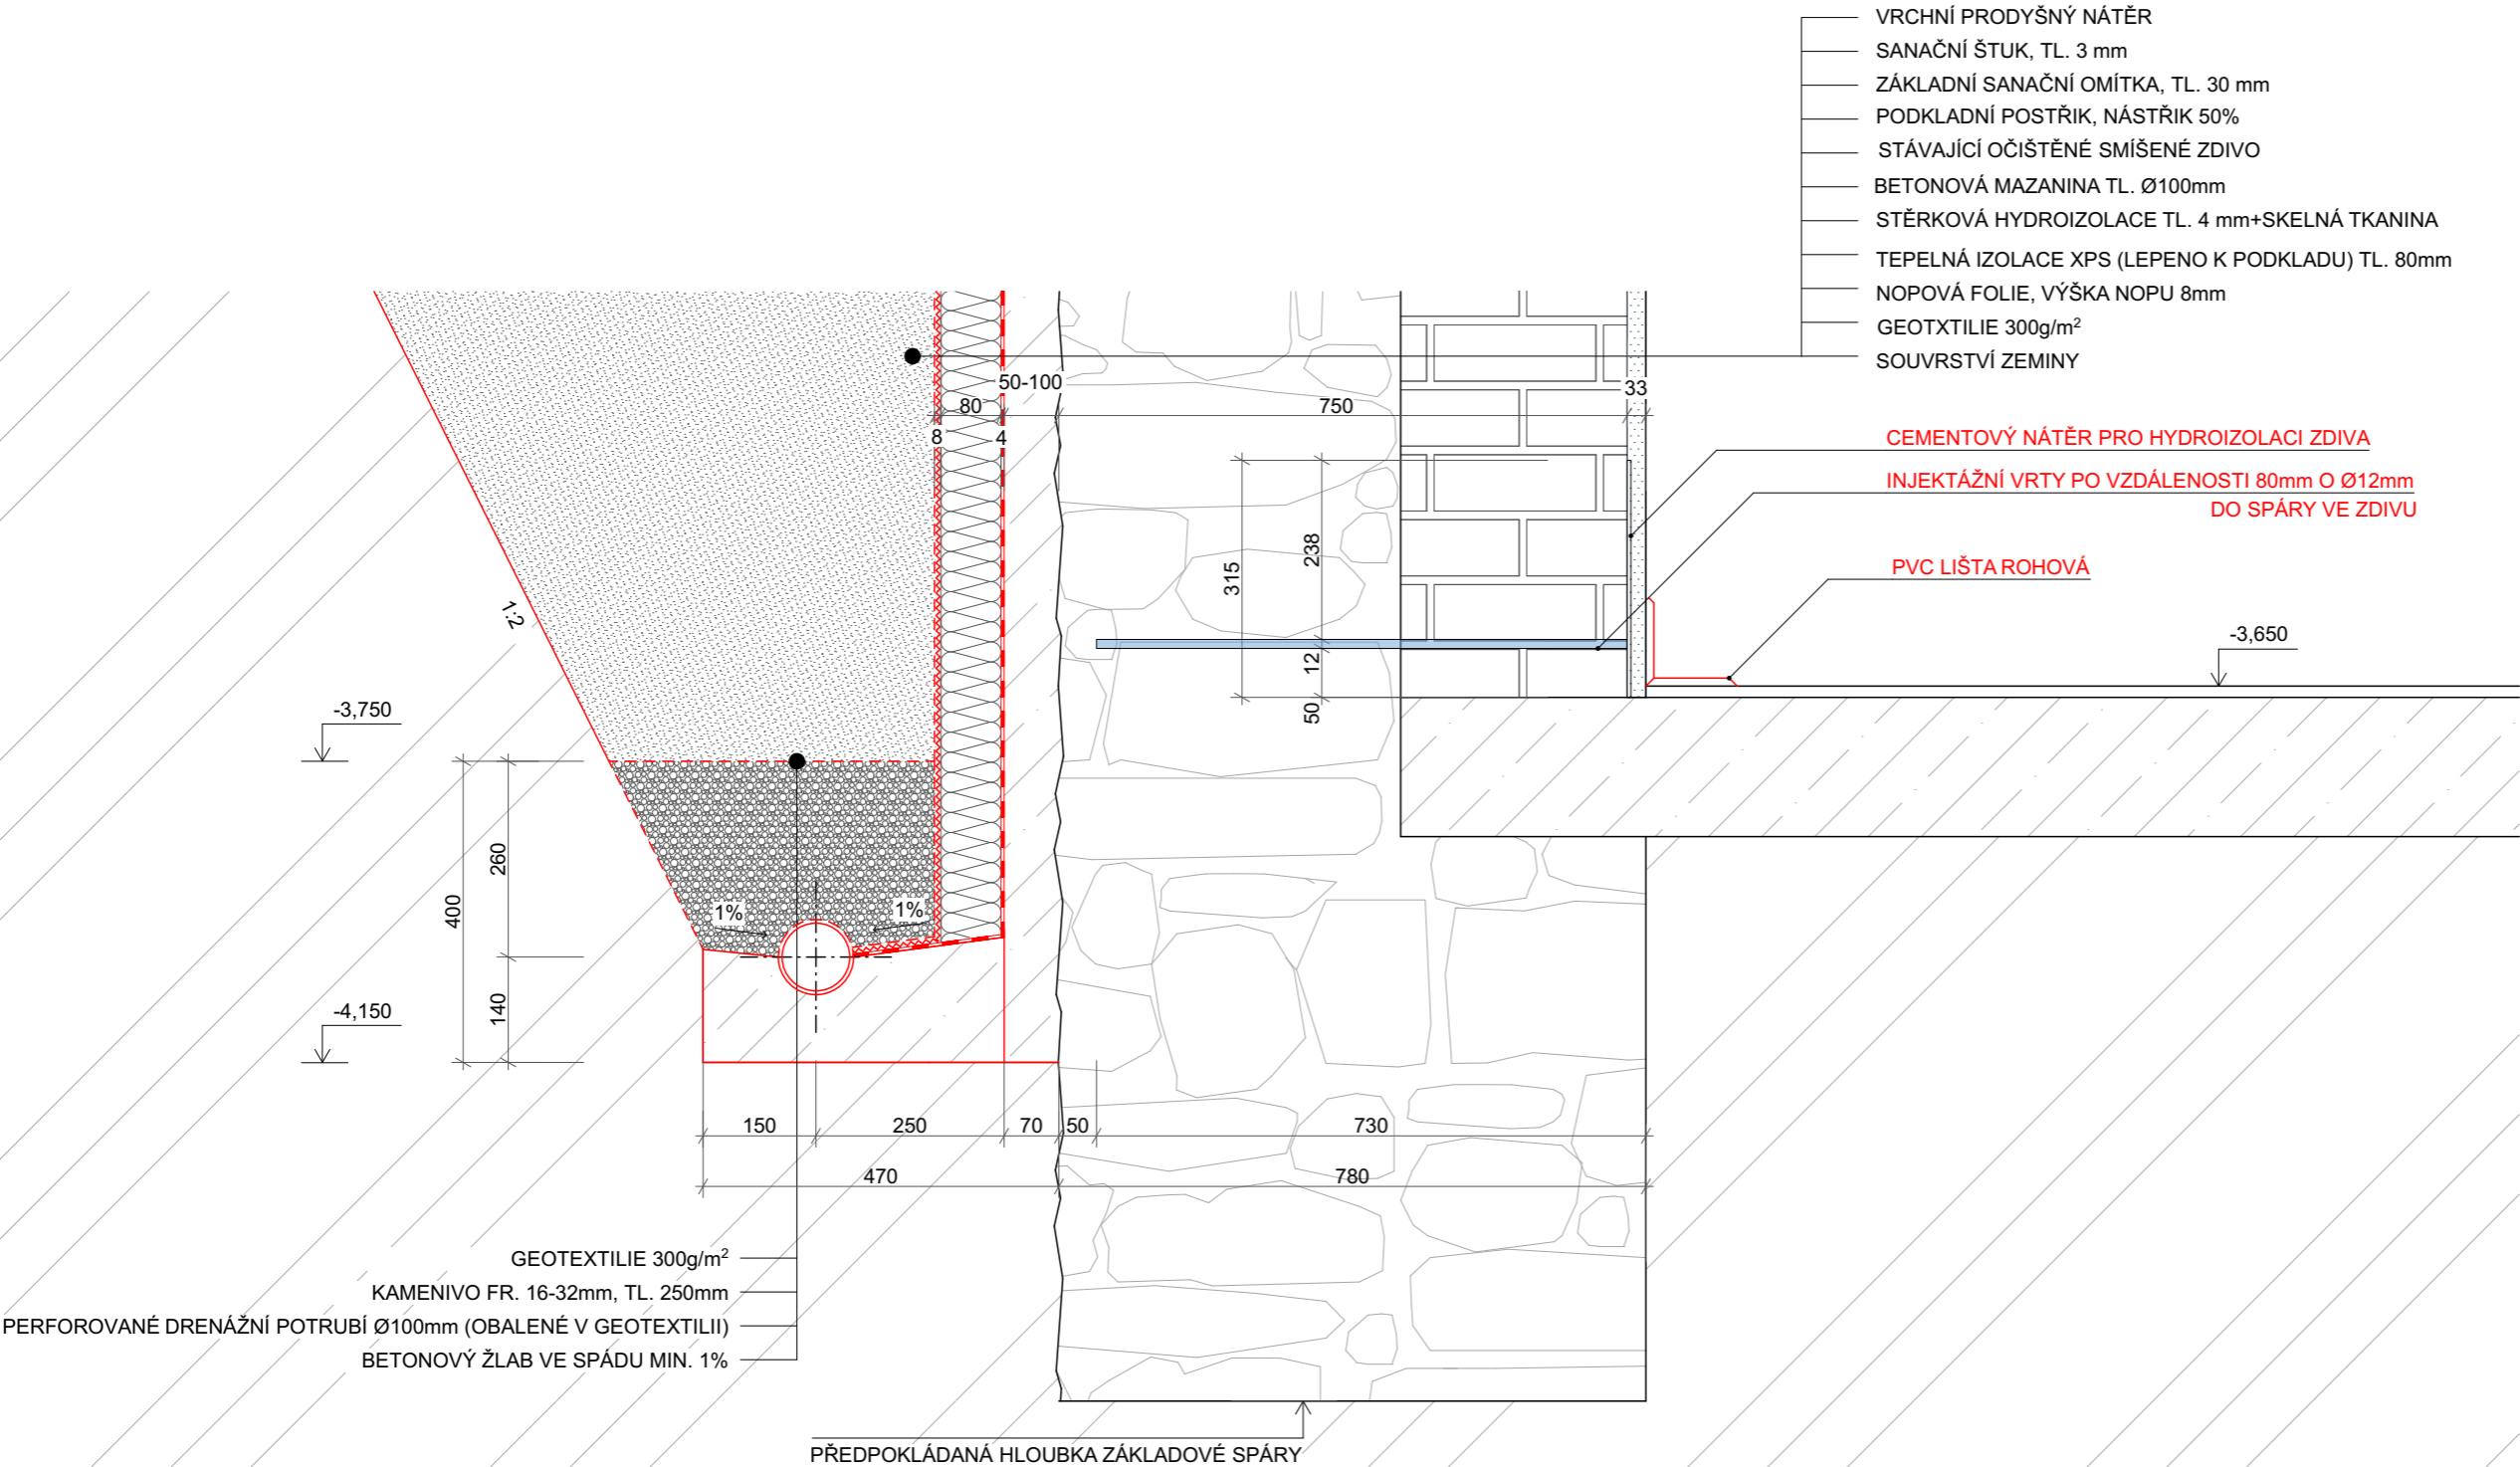 VRCHNÍ PRODYŠNÝ NÁTĚR
SANAČNÍ ŠTUK, TL. 3 mm
ZÁKLADNÍ SANAČNÍ OMÍTKA, TL. 30 mm
PODKLADNÍ POSTŘIK, NÁSTŘIK 50%
STÁVAJÍCÍ OČIŠTĚNÉ SMÍŠENÉ ZDIVO
BETONOVÁ MAZANINA TL. Ø100mm
STĚRKOVÁ HYDROIZOLACE TL. 4 mm+SKELNÁ TKANINA
TEPELNÁ IZOLACE XPS (LEPENO K PODKLADU) TL. 80mm
NOPOVÁ FOLIE, VÝŠKA NOPU 8mm
GEOTXTILIE 300g/m²
SOUVRSTVÍ ZEMINY
50-100
33
80
750
8
4
CEMENTOVÝ NÁTĚR PRO HYDROIZOLACI ZDIVA
INJEKTÁŽNÍ VRTY PO VZDÁLENOSTI 80mm O Ø12mm
DO SPÁRY VE ZDIVU
238
315
PVC LIŠTA ROHOVÁ
1:2
-3,650
12
50
-3,750
260
400
1%
1%
140
-4,150
150
250
70
50
730
470
780
GEOTEXTILIE 300g/m²
KAMENIVO FR. 16-32mm, TL. 250mm
PERFOROVANÉ DRENÁŽNÍ POTRUBÍ Ø100mm (OBALENÉ V GEOTEXTILII)
BETONOVÝ ŽLAB VE SPÁDU MIN. 1%
PŘEDPOKLÁDANÁ HLOUBKA ZÁKLADOVÉ SPÁRY